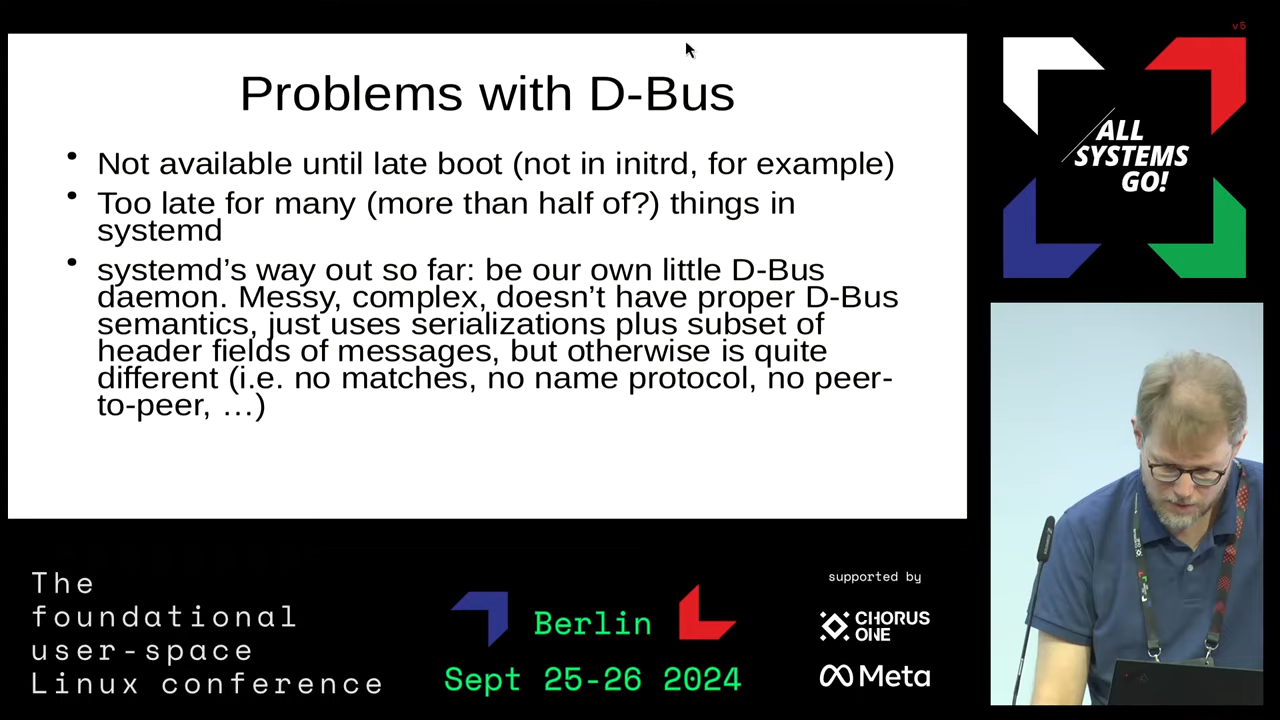 v5
Problems with D-Bus
• Not available until late boot (not in initrd, for example)
• Too late for many (more than half of?) things in
systemd
• systemd’s way out so far: be our own little D-Bus
daemon. Messy, complex, doesn’t have proper D-Bus
semantics, just uses serializations plus subset of
header fields of messages, but otherwise is quite
different (i.e. no matches, no name protocol, no peer-
to-peer, …)
ALL
SYSTEMS
GO!
The
foundational
user-space
Linux conference
Berlin
Sept 25-26 2024
supported by
CHORUS
ONE
Meta